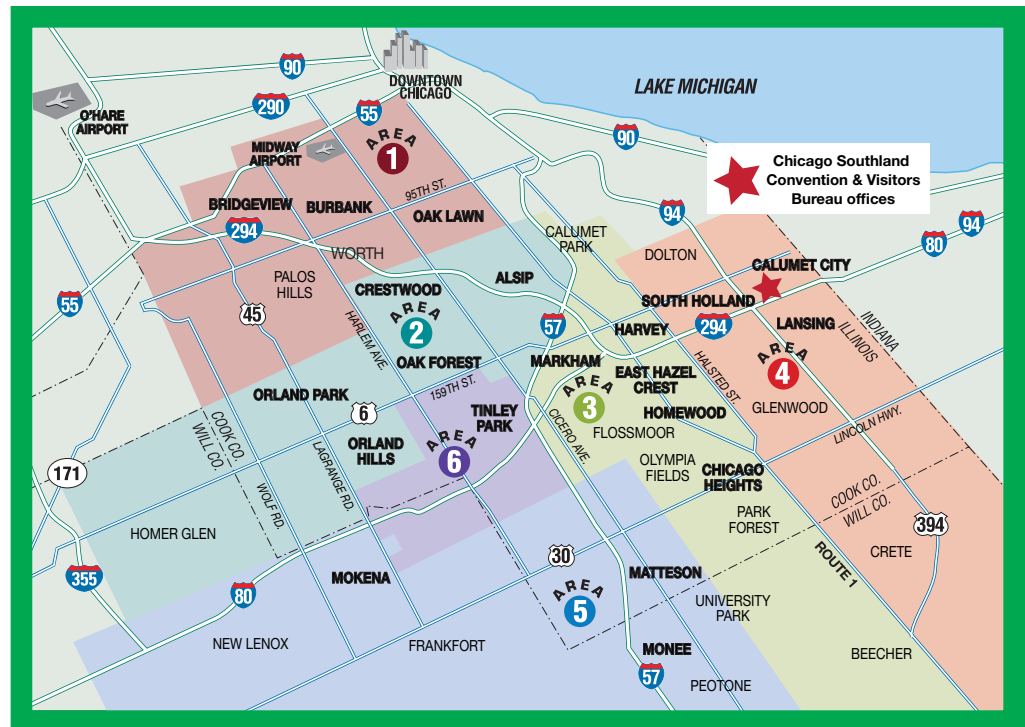 90
DOWNTOWN
CHICAGO
LAKE MICHIGAN
O'HARE
AIRPORT
290
55
AREA
1
MIDWAY
AIRPORT
90
Chicago Southland
Convention & Visitors
Bureau offices
95TH ST.
BRIDGEVIEW
BURBANK
OAK LAWN
294
WORTH
CALUMET
PARK
94
94
80
DOLTON
CALUMET CITY
PALOS
HILLS
ALSIP
CRESTWOOD
55
45
SOUTH HOLLAND
AREA
2
HARLEM AVE.
57
HARVEY
294
LANSING
INDIANA
ILLINOIS
OAK FOREST
MARKHAM
EAST HAZEL
CREST
HALSTED ST.
AREA
4
159TH ST.
AREA
3
ORLAND PARK
6
TINLEY
PARK
HOMEWOOD
GLENWOOD
LINCOLN HWY.
CICERO AVE.
FLOSSMOOR
COOK CO.
WILL CO.
ORLAND
HILLS
AREA
6
OLYMPIA
FIELDS
CHICAGO
HEIGHTS
171
LAGRANGE RD.
COOK CO.
WILL CO.
WOLF RD.
PARK
FOREST
394
HOMER GLEN
30
ROUTE 1
CRETE
355
MOKENA
MATTESON
80
AREA
5
UNIVERSITY
PARK
NEW LENOX
FRANKFORT
MONEE
BEECHER
57
PEOTONE